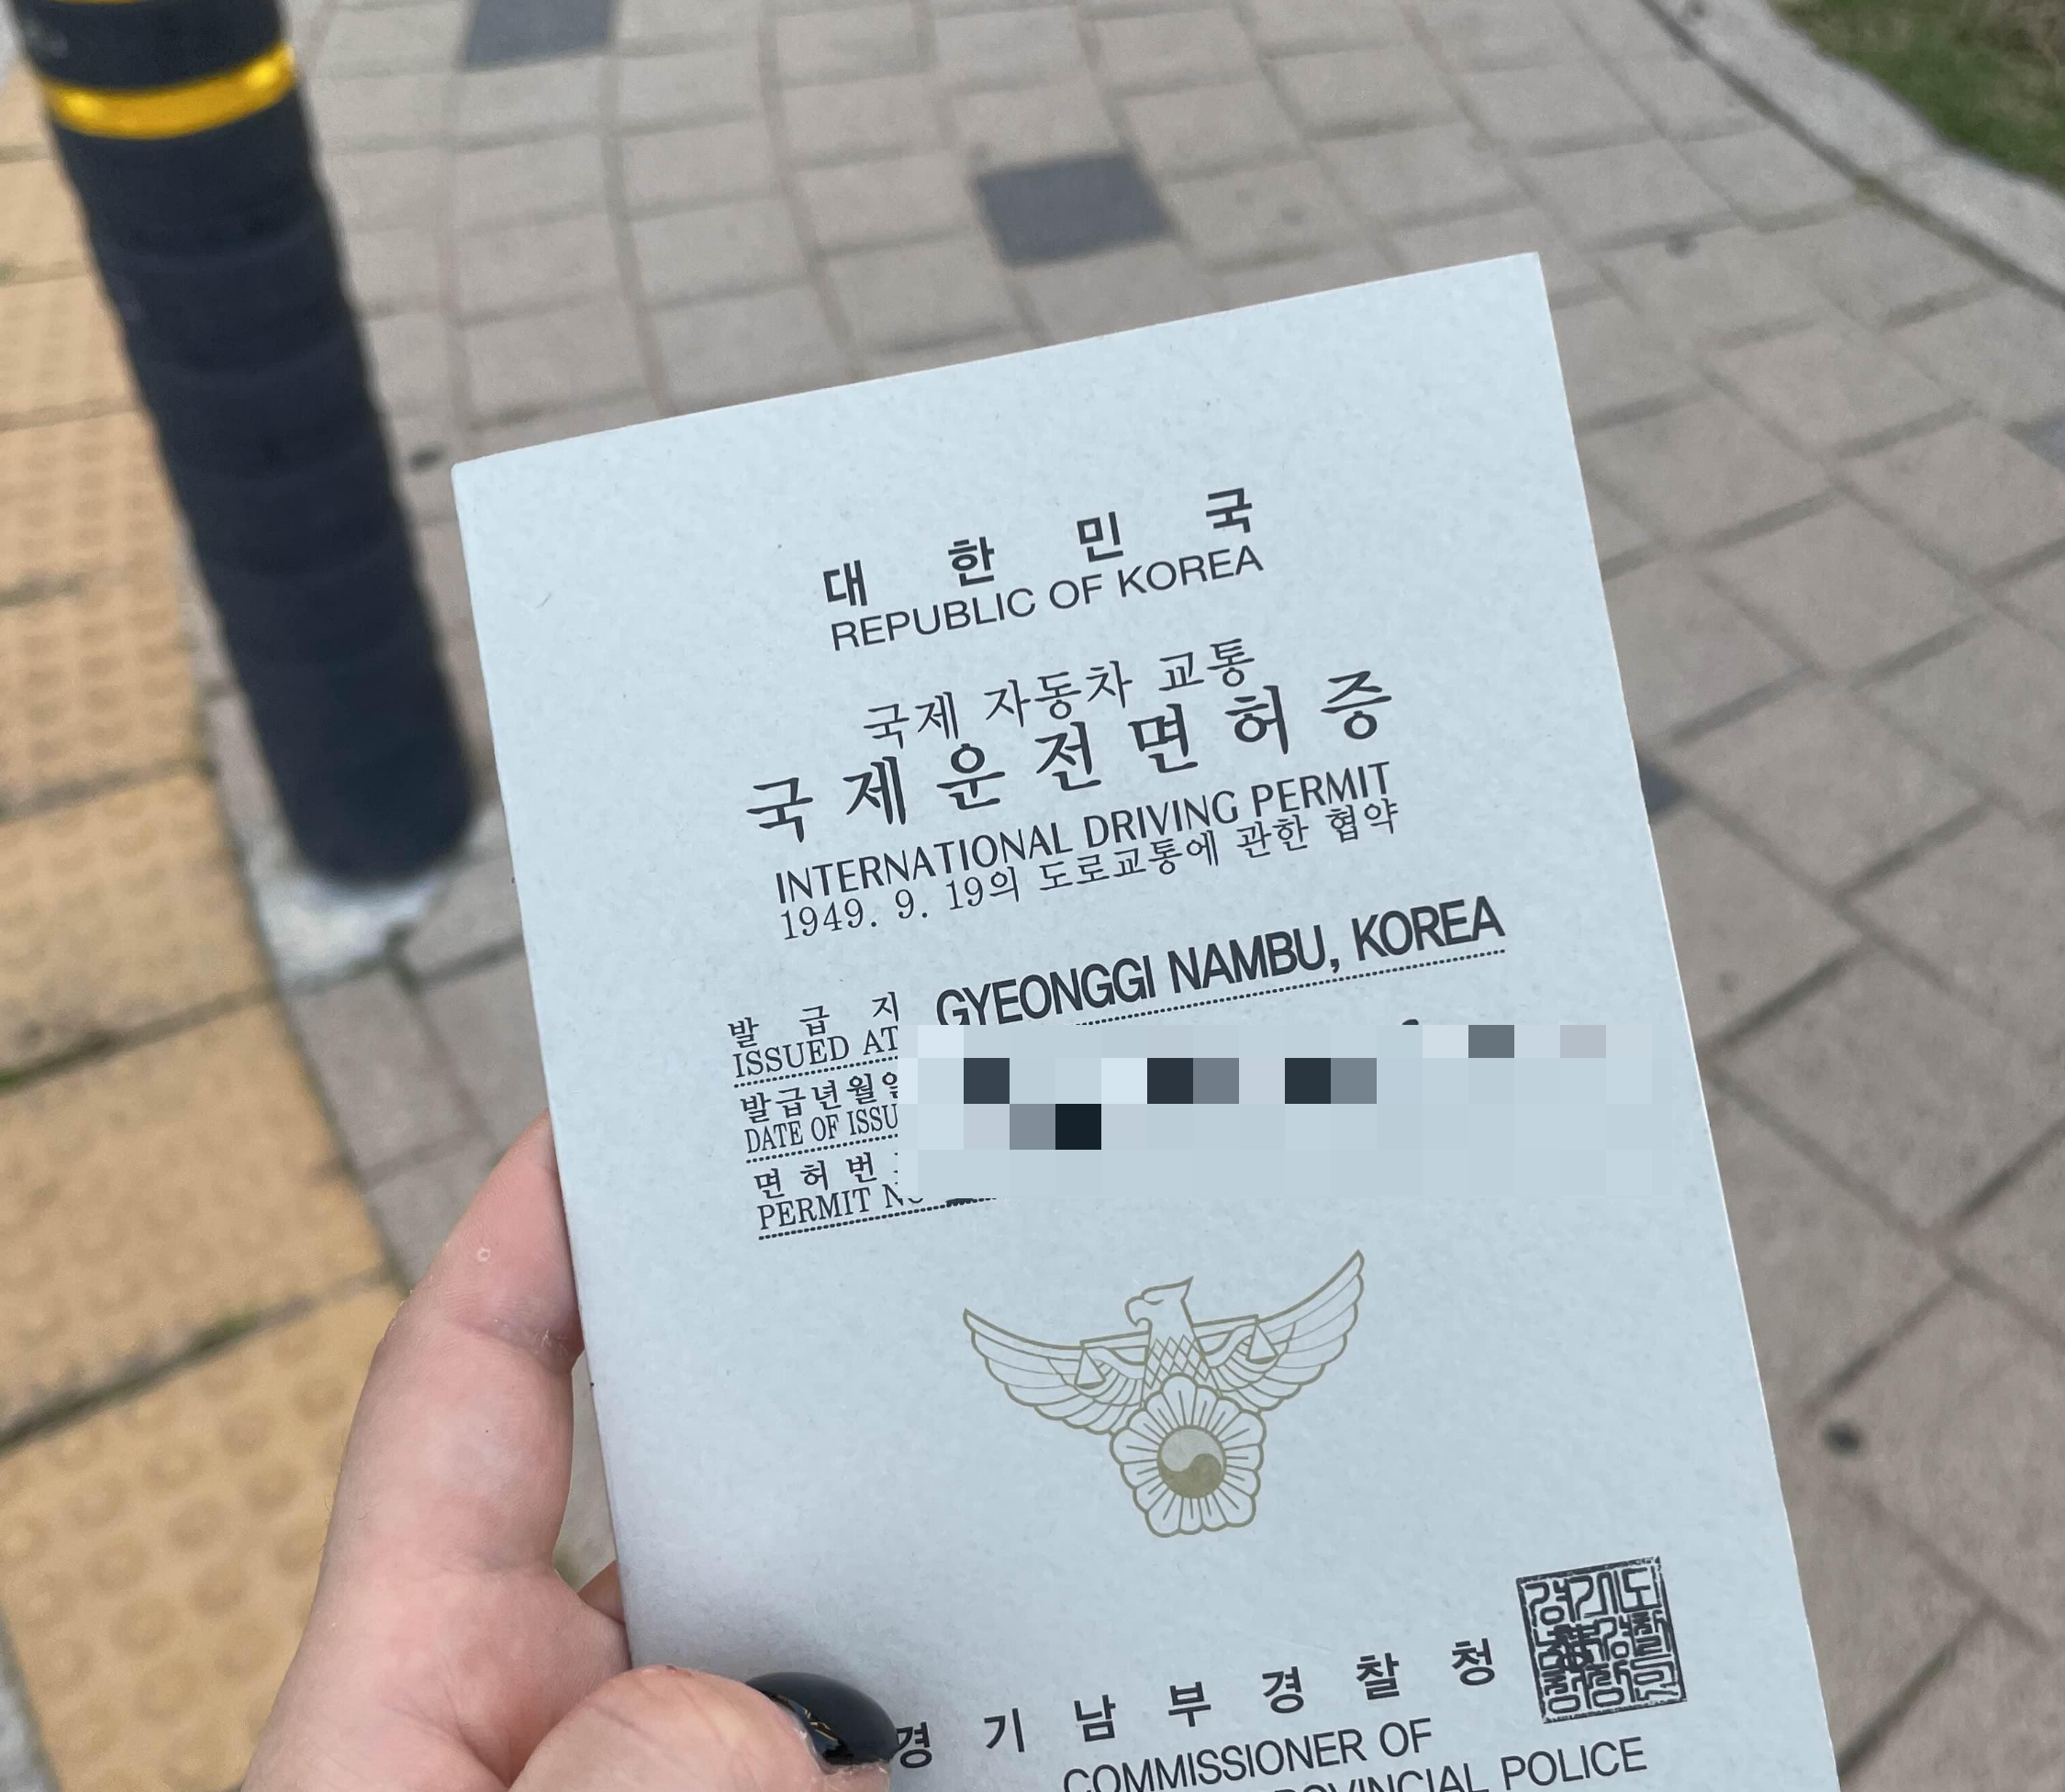 대 한 민 국
REPUBLIC OF KOREA
국제 자동차 교통
국제운전면허증
INTERNATIONAL DRIVING PERMIT
1949. 9. 19의 도로교통에 관한 협약
발 급 지 GYEONGGI NAMBU, KOREA
ISSUED AT
발급년월일
DATE OF ISSU
면 허 번
PERMIT
경 기 남 부 경 찰 청
COMMISSIONER OF
PROVINCIAL POLICE